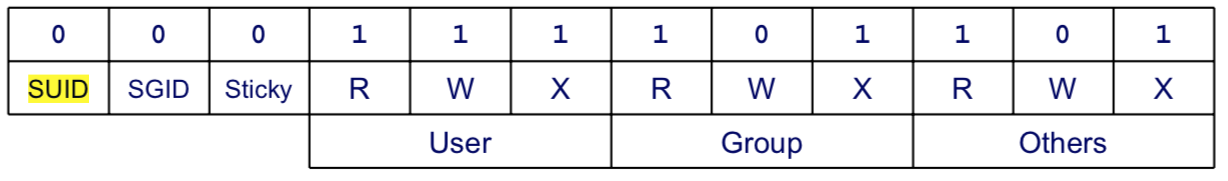 0 0 0 1 1 1 1 0 1 1 0 1
SUID SGID Sticky R W X R W X R W X
User Group Others